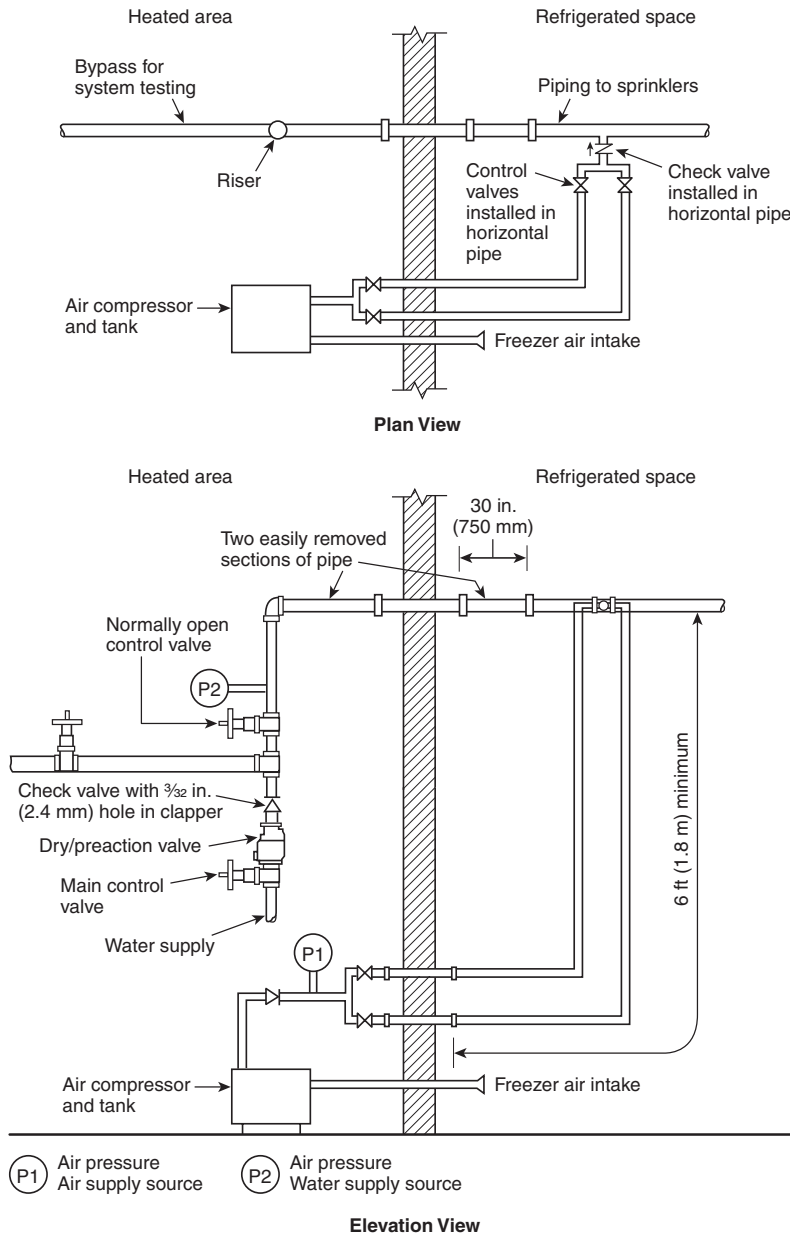 Heated area
Refrigerated space
Bypass for
system testing
Piping to sprinklers
Riser
Control
valves
installed in
horizontal
pipe
Check valve
installed in
horizontal pipe
Air compressor
and tank
Freezer air intake
Plan View
Heated area
Refrigerated space
30 in.
(750 mm)
Two easily removed
sections of pipe
Normally open
control valve
P2
Check valve with 3⁄32 in.
(2.4 mm) hole in clapper
Dry/preaction valve
Main control
valve
Water supply
6 ft (1.8 m) minimum
P1
Air compressor
and tank
Freezer air intake
P1 Air pressure
Air supply source
P2 Air pressure
Water supply source
Elevation View